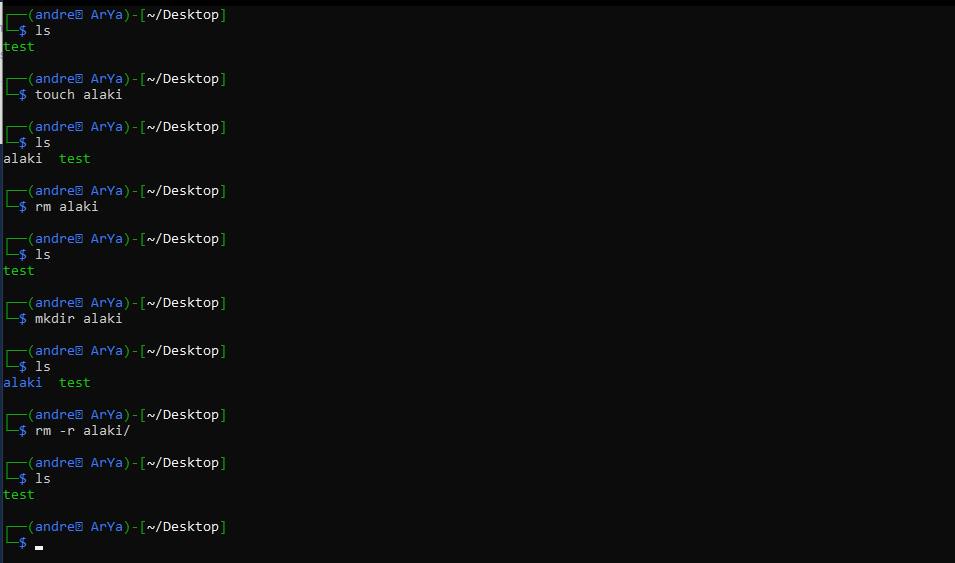 ┌──(andre㉿ ArYa)-[~/Desktop]
└─$ ls
test
┌──(andre㉿ ArYa)-[~/Desktop]
└─$ touch alaki
┌──(andre㉿ ArYa)-[~/Desktop]
└─$ ls
alaki  test
┌──(andre㉿ ArYa)-[~/Desktop]
└─$ rm alaki
┌──(andre㉿ ArYa)-[~/Desktop]
└─$ ls
test
┌──(andre㉿ ArYa)-[~/Desktop]
└─$ mkdir alaki
┌──(andre㉿ ArYa)-[~/Desktop]
└─$ ls
alaki  test
┌──(andre㉿ ArYa)-[~/Desktop]
└─$ rm -r alaki/
┌──(andre㉿ ArYa)-[~/Desktop]
└─$ ls
test
┌──(andre㉿ ArYa)-[~/Desktop]
└─$